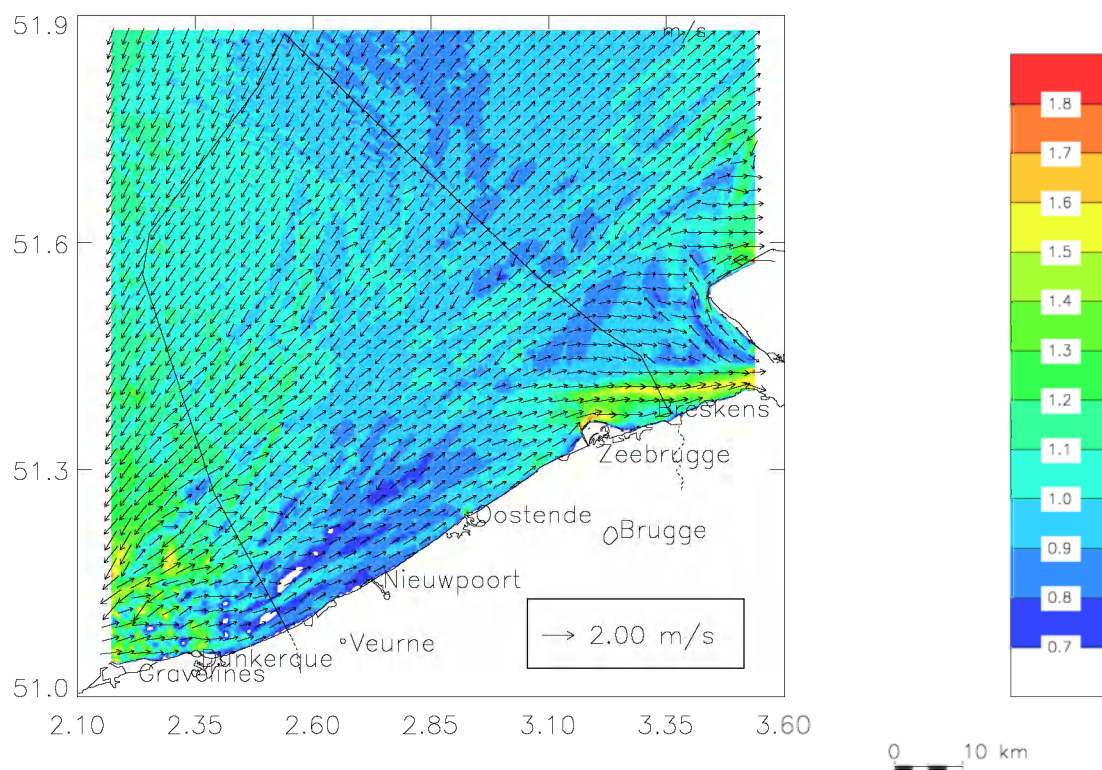 51.9
m/s
51.6
51.3
51.0
Breskens
Zeebrugge
Oostende
Brugge
Nieuwpoort
Veurne
Dunkerque
Gravelines
2.00 m/s
2.10 2.35 2.60 2.85 3.10 3.35 3.60
1.8
1.7
1.6
1.5
1.4
1.3
1.2
1.1
1.0
0.9
0.8
0.7
0 10 km